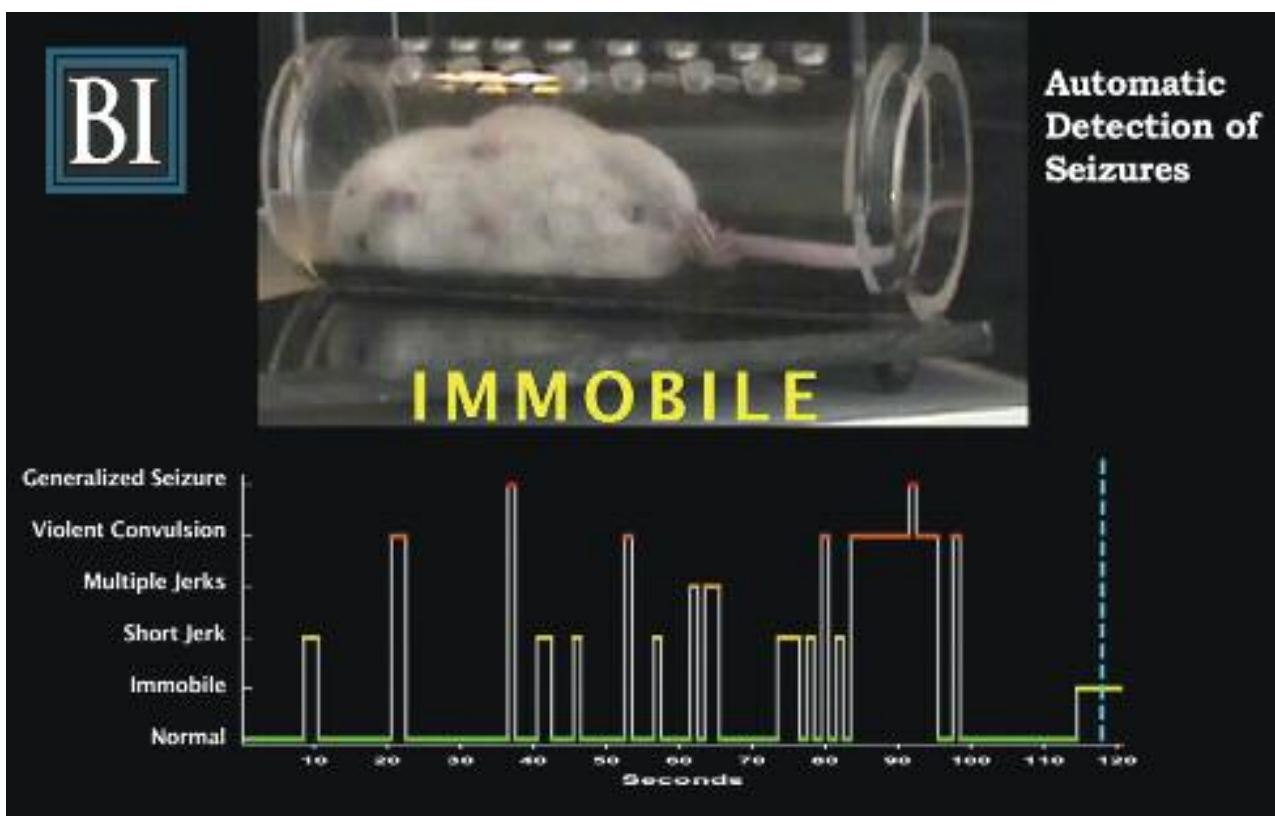 BI
Automatic
Detection of
Seizures
IMMOBILE
Generalized Seizure
Violent Convulsion
Multiple Jerks
Short Jerk
Immobile
Normal
10 20 30 40 50 60 70 80 90 100 110 120
Seconds